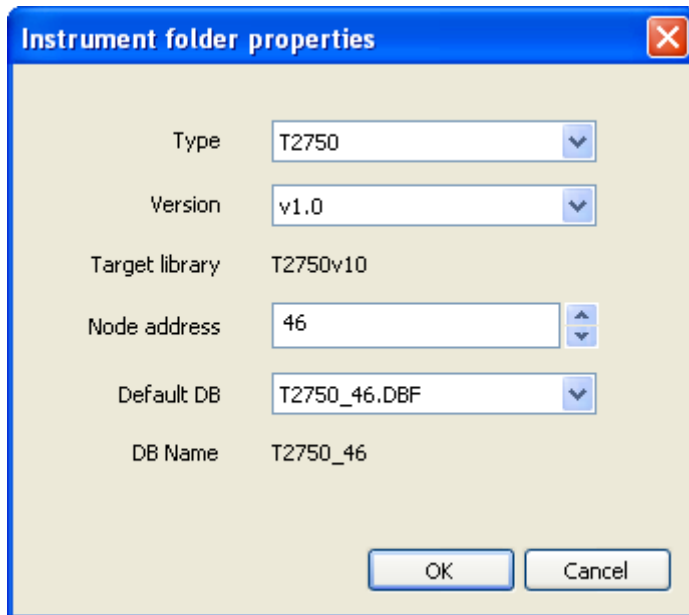 Instrument folder properties
Type T2750
Version v1.0
Target library T2750v10
Node address 46
Default DB T2750_46.DBF
DB Name T2750_46
OK Cancel